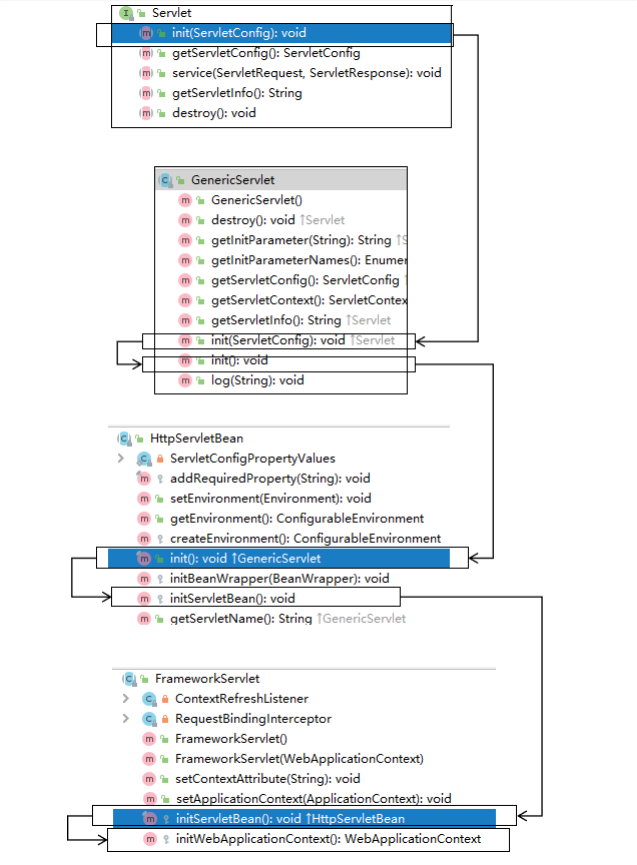 Servlet
init(ServletConfig): void
getServletConfig(): ServletConfig
service(ServletRequest, ServletResponse): void
getServletInfo(): String
destroy(): void
GenericServlet
GenericServlet()
destroy(): void ↑Servlet
getInitParameter(String): String ↑S
getInitParameterNames(): Enumer
getServletConfig(): ServletConfig ↑
getServletContext(): ServletContex
getServletInfo(): String ↑Servlet
init(ServletConfig): void ↑Servlet
init(): void
log(String): void
HttpServletBean
ServletConfigPropertyValues
addRequiredProperty(String): void
setEnvironment(Environment): void
getEnvironment(): ConfigurableEnvironment
createEnvironment(): ConfigurableEnvironment
init(): void ↑GenericServlet
initBeanWrapper(BeanWrapper): void
initServletBean(): void
getServletName(): String ↑GenericServlet
FrameworkServlet
ContextRefreshListener
RequestBindingInterceptor
FrameworkServlet()
FrameworkServlet(WebApplicationContext)
setContextAttribute(String): void
setApplicationContext(ApplicationContext): void
initServletBean(): void ↑HttpServletBean
initWebApplicationContext(): WebApplicationContext